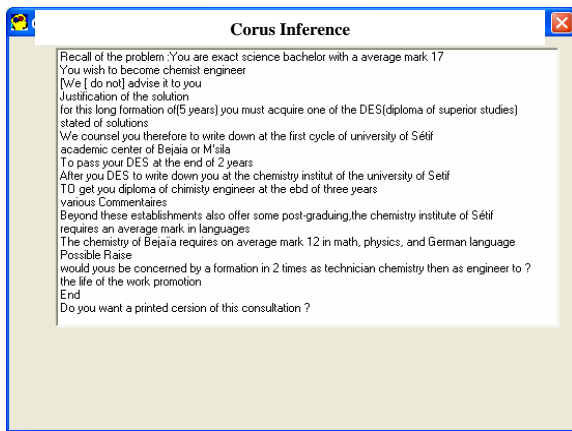 Corus Inference
Recall of the problem :You are exact science bachelor with a average mark 17
You wish to become chemist engineer
[We [ do not] advise it to you
Justification of the solution
for this long formation of(5 years) you must acquire one of the DES(diploma of superior studies)
stated of solutions
We counsel you therefore to write down at the first cycle of university of Sétif
academic center of Bejaia or M'sila
To pass your DES at the end of 2 years
After you DES to write down you at the chemistry institut of the university of Setif
TO get you diploma of chimisty engineer at the ebd of three years
various Commentaires
Beyond these establishments also offer some post-graduing,the chemistry institute of Sétif
requires an average mark in languages
The chemistry of Bejaïa requires on average mark 12 in math, physics, and German language
Possible Raise
would yous be concerned by a formation in 2 times as technician chemistry then as engineer to ?
the life of the work promotion
End
Do you want a printed cersion of this consultation ?